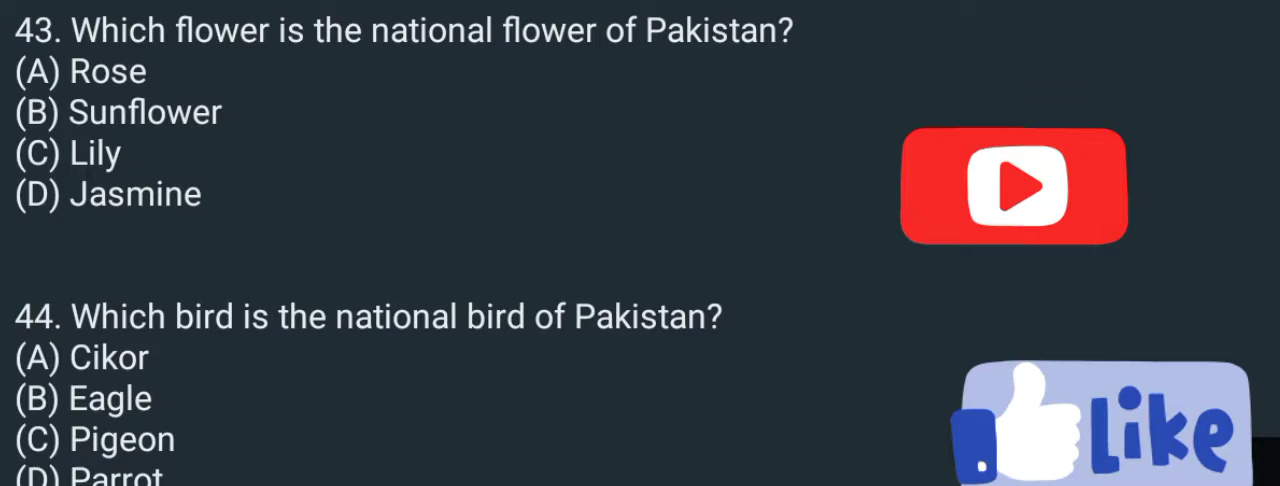 43. Which flower is the national flower of Pakistan?
(A) Rose
(B) Sunflower
(C) Lily
(D) Jasmine
44. Which bird is the national bird of Pakistan?
(A) Cikor
(B) Eagle
(C) Pigeon
(D) Parrot
Like